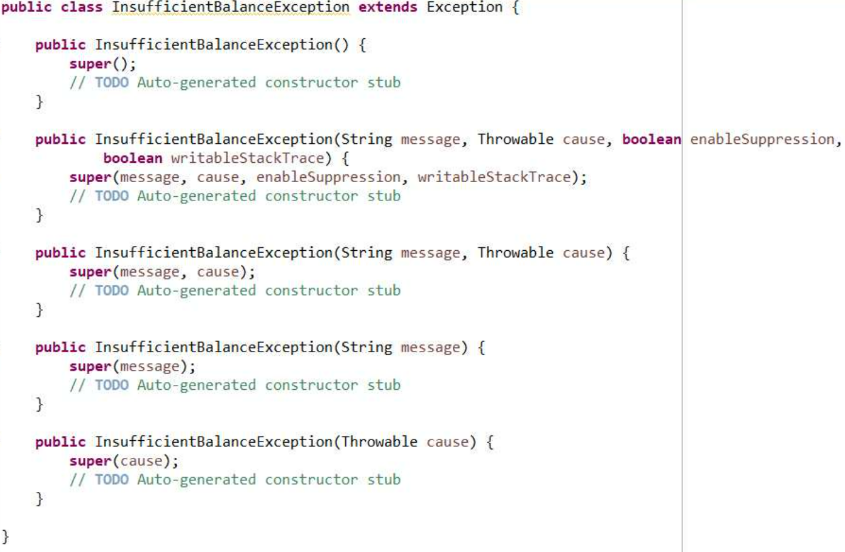 public class InsufficientBalanceException extends Exception {
public InsufficientBalanceException() {
super();
// TODO Auto-generated constructor stub
}
public InsufficientBalanceException(String message, Throwable cause, boolean enableSuppression,
boolean writableStackTrace) {
super(message, cause, enableSuppression, writableStackTrace);
// TODO Auto-generated constructor stub
}
public InsufficientBalanceException(String message, Throwable cause) {
super(message, cause);
// TODO Auto-generated constructor stub
}
public InsufficientBalanceException(String message) {
super(message);
// TODO Auto-generated constructor stub
}
public InsufficientBalanceException(Throwable cause) {
super(cause);
// TODO Auto-generated constructor stub
}
}